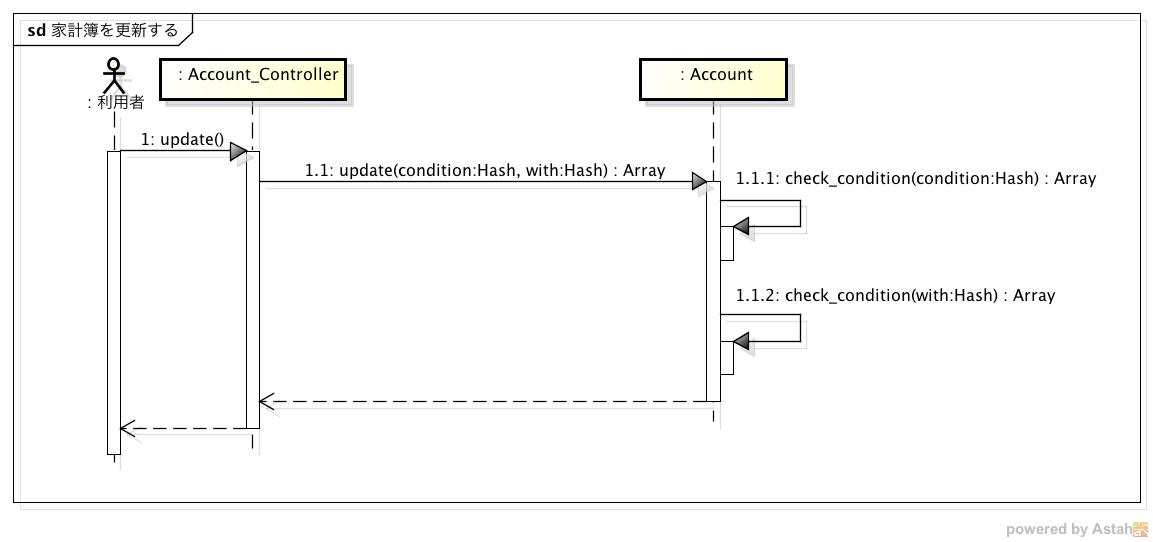 sd 家計簿を更新する
: 利用者
: Account_Controller
: Account
1: update()
1.1: update(condition:Hash, with:Hash) : Array
1.1.1: check_condition(condition:Hash) : Array
1.1.2: check_condition(with:Hash) : Array
powered by Astah